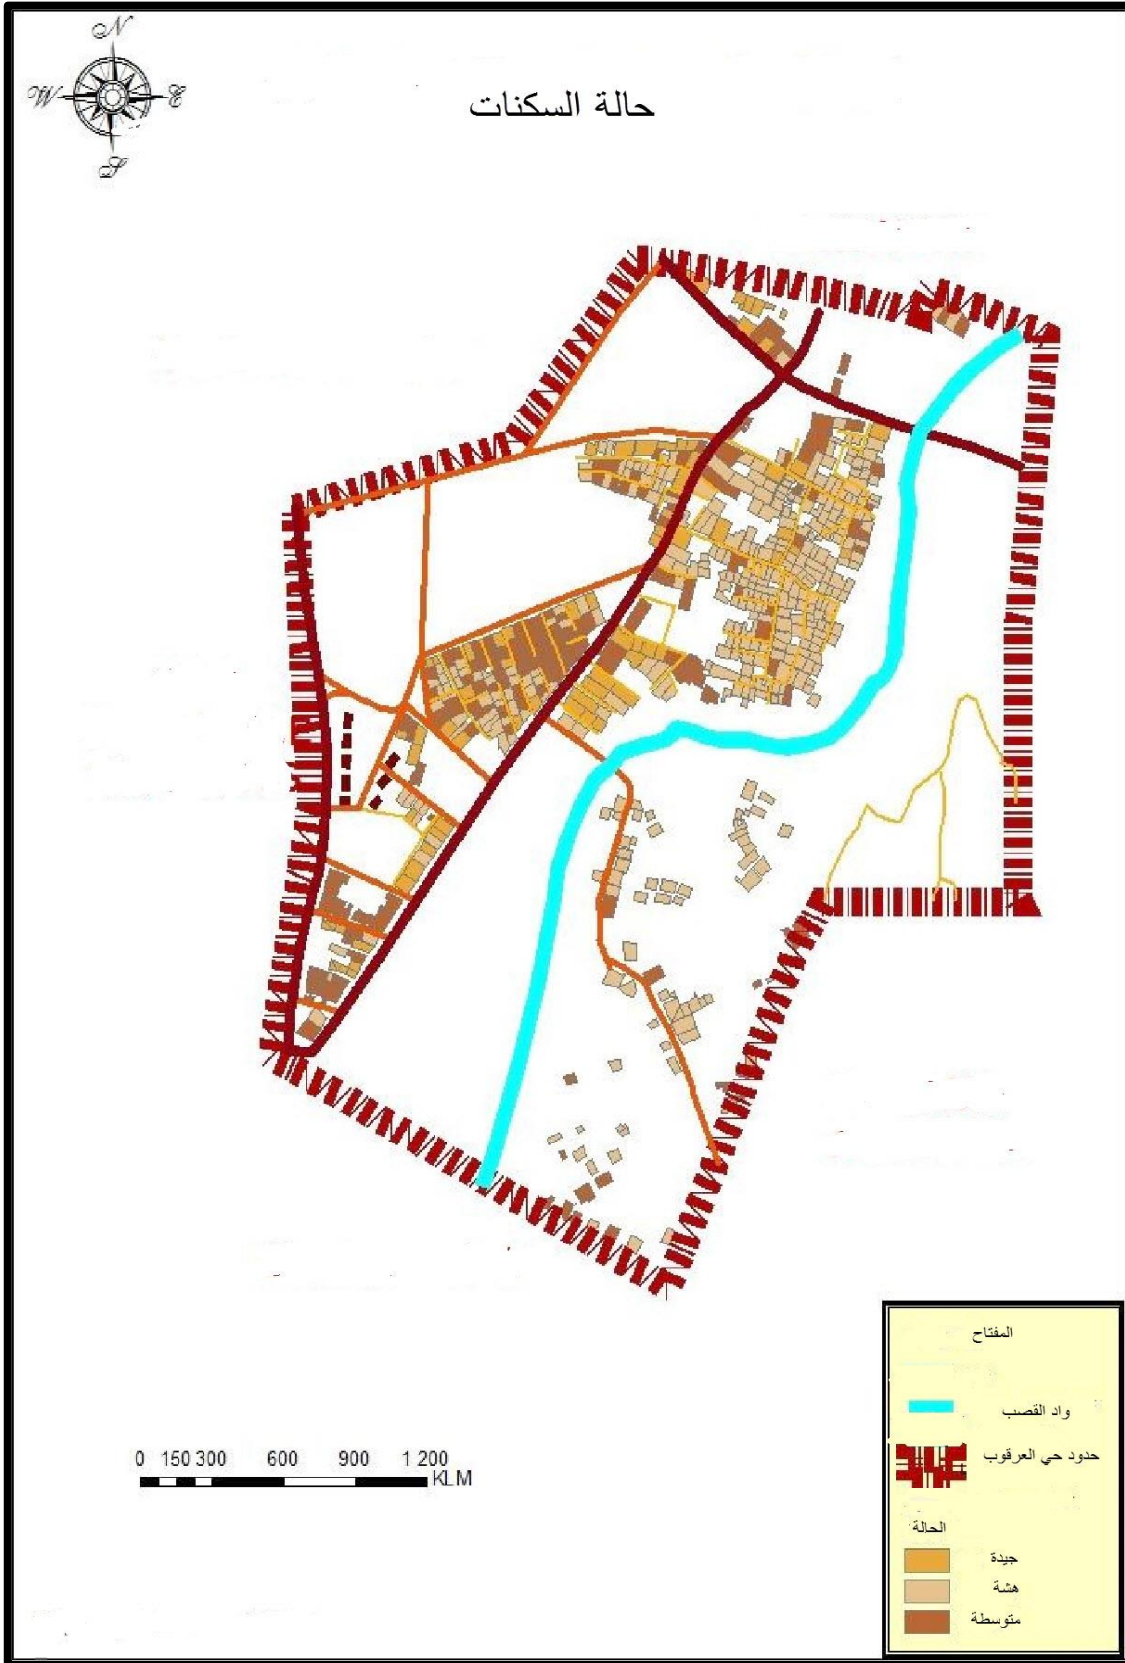 N
W E
S
حالة السكنات
المفتاح
واد القصب
حدود حي العرقوب
الحالة
جيدة
هشة
متوسطة
0 150 300 600 900 1 200
KLM